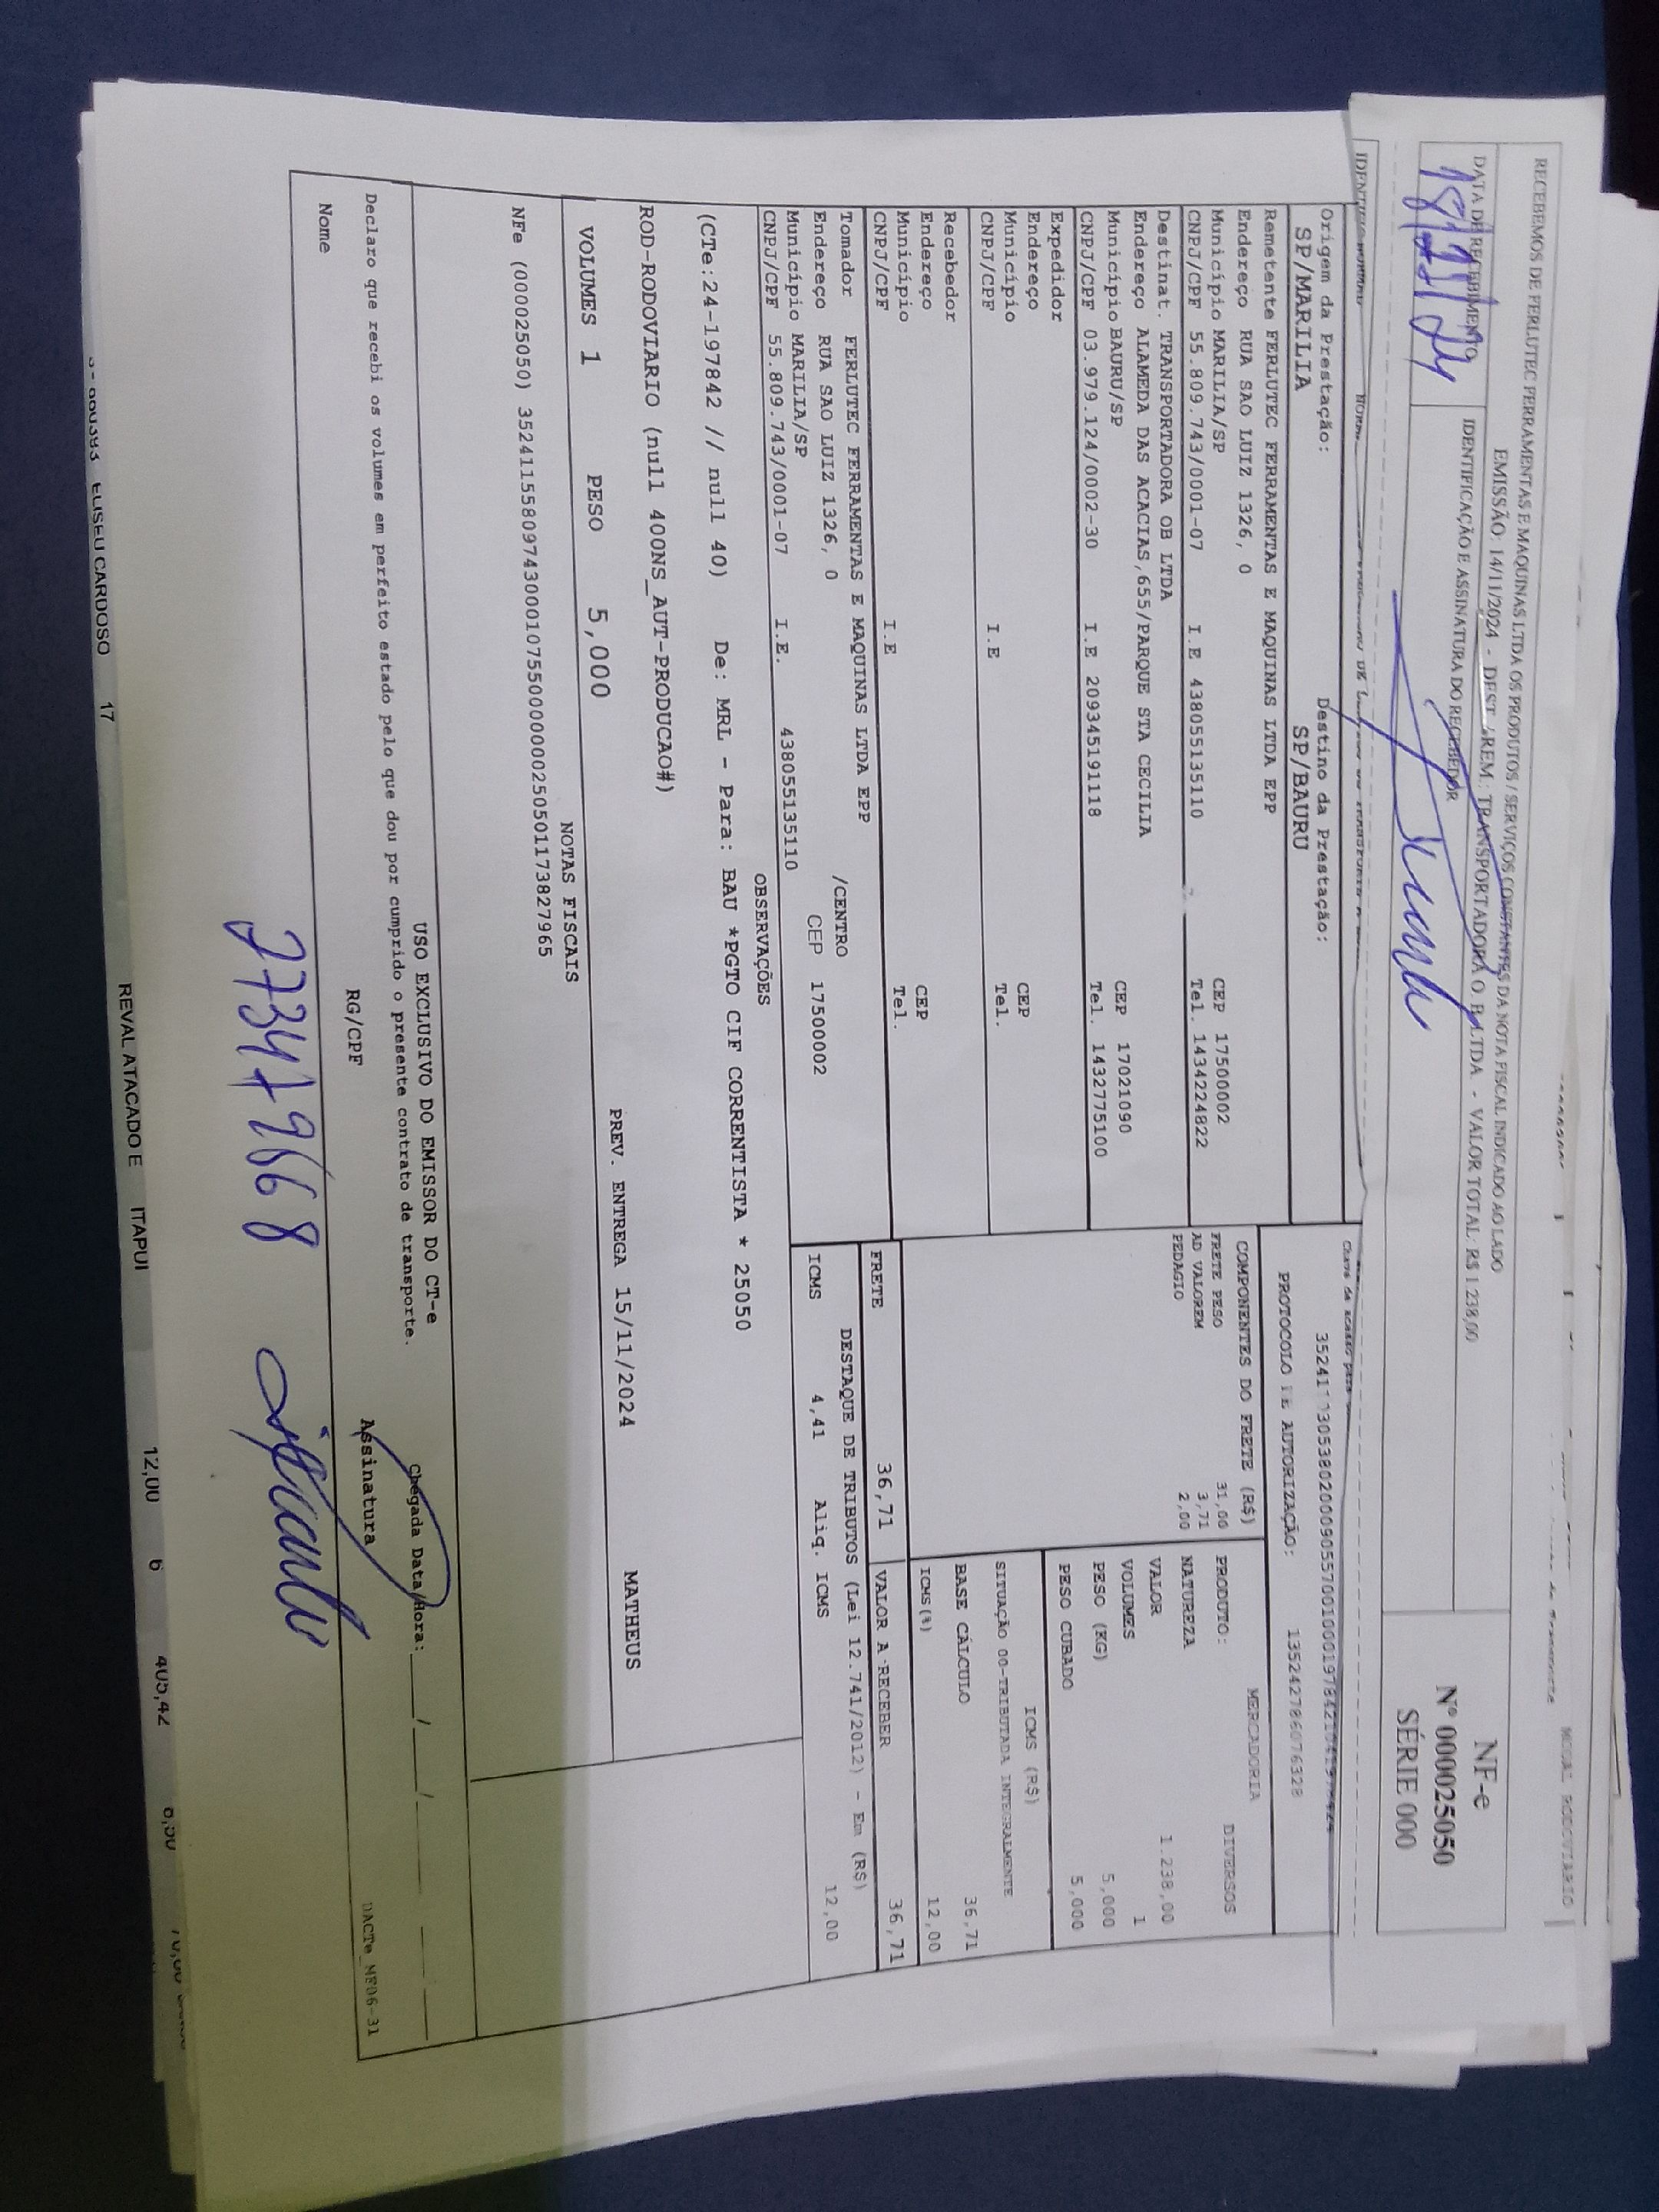 RECEBEMOS DE FERLUTEC FERRAMENTAS E MAQUINAS LTDA OS PRODUTOS / SERVIÇOS CONSTANTES DA NOTA FISCAL INDICADO AO LADO
EMISSÃO: 14/11/2024 - DEST. / REM.: TRANSPORTADORA O B LTDA - VALOR TOTAL: R$ 1.238,00
DATA DE RECEBIMENTO
IDENTIFICAÇÃO E ASSINATURA DO RECEBEDOR
NF-e
Nº 000025050
SÉRIE 000
MODAL RODOVIARIO
PROTOCOLO DE AUTORIZAÇÃO:
135242786076328
Origem da Prestação:
SP/MARILIA
Destino da Prestação:
SP/BAURU
Remetente FERLUTEC FERRAMENTAS E MAQUINAS LTDA EPP
Endereço RUA SAO LUIZ 1326, 0
Município MARILIA/SP
CEP 17500002
CNPJ/CPF 55.809.743/0001-07 I.E 438055135110 Tel. 1434224822
Destinat. TRANSPORTADORA OB LTDA
Endereço ALAMEDA DAS ACACIAS,655/PARQUE STA CECILIA
Município BAURU/SP CEP 17021090
CNPJ/CPF 03.979.124/0002-30 I.E 209345191118 Tel. 1432775100
Expedidor
Endereço
Município CEP
CNPJ/CPF I.E Tel.
Recebedor
Endereço
Município CEP
CNPJ/CPF I.E Tel.
Tomador FERLUTEC FERRAMENTAS E MAQUINAS LTDA EPP
Endereço RUA SAO LUIZ 1326, 0 /CENTRO
Município MARILIA/SP CEP 17500002
CNPJ/CPF 55.809.743/0001-07 I.E. 438055135110
COMPONENTES DO FRETE (R$)
FRETE PESO 31,00
AD VALOREM 3,71
PEDAGIO 2,00
MERCADORIA
PRODUTO: DIVERSOS
NATUREZA
VALOR 1.238,00
VOLUMES 1
PESO (KG) 5,000
PESO CUBADO 5,000
ICMS (R$)
SITUAÇÃO 00-TRIBUTADA INTEGRALMENTE
BASE CÁLCULO 36,71
ICMS(%) 12,00
FRETE 36,71 VALOR A RECEBER 36,71
DESTAQUE DE TRIBUTOS (Lei 12.741/2012) - Em (R$)
ICMS 4,41 Aliq. ICMS 12,00
OBSERVAÇÕES
(CTe:24-197842 // null 40) De: MRL - Para: BAU *PGTO CIF CORRENTISTA * 25050
ROD-RODOVIARIO (null 40ONS_AUT-PRODUCAO#)
VOLUMES 1 PESO 5,000 PREV. ENTREGA 15/11/2024 MATHEUS
NOTAS FISCAIS
NFe (000025050) 35241155809743000107550000000250501173827965
USO EXCLUSIVO DO EMISSOR DO CT-e
Declaro que recebi os volumes em perfeito estado pelo que dou por cumprido o presente contrato de transporte.
Chegada Data/Hora: ___/___/___
Nome RG/CPF Assinatura
DACTe_MF06-31
27347968
ELISEU CARDOSO 17 REVAL ATACADO E ITAPUI 12,00 6 405,42